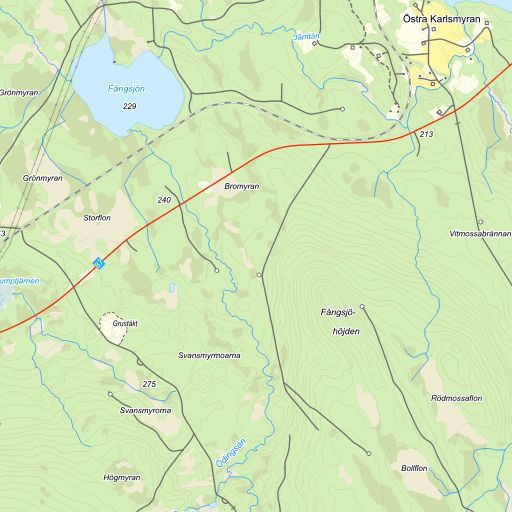 Östra Karlsmyran
Jämtån
Fångsjön
229
Grönmyran
213
Grönmyran
Bromyran
240
Storflon
Vitmossabrännan
Fångsjö-
höjden
Grustäkt
Svansmyrmoarna
275
Svansmyrorna
Rödmossaflon
Ödingsån
Bollflon
Högmyran